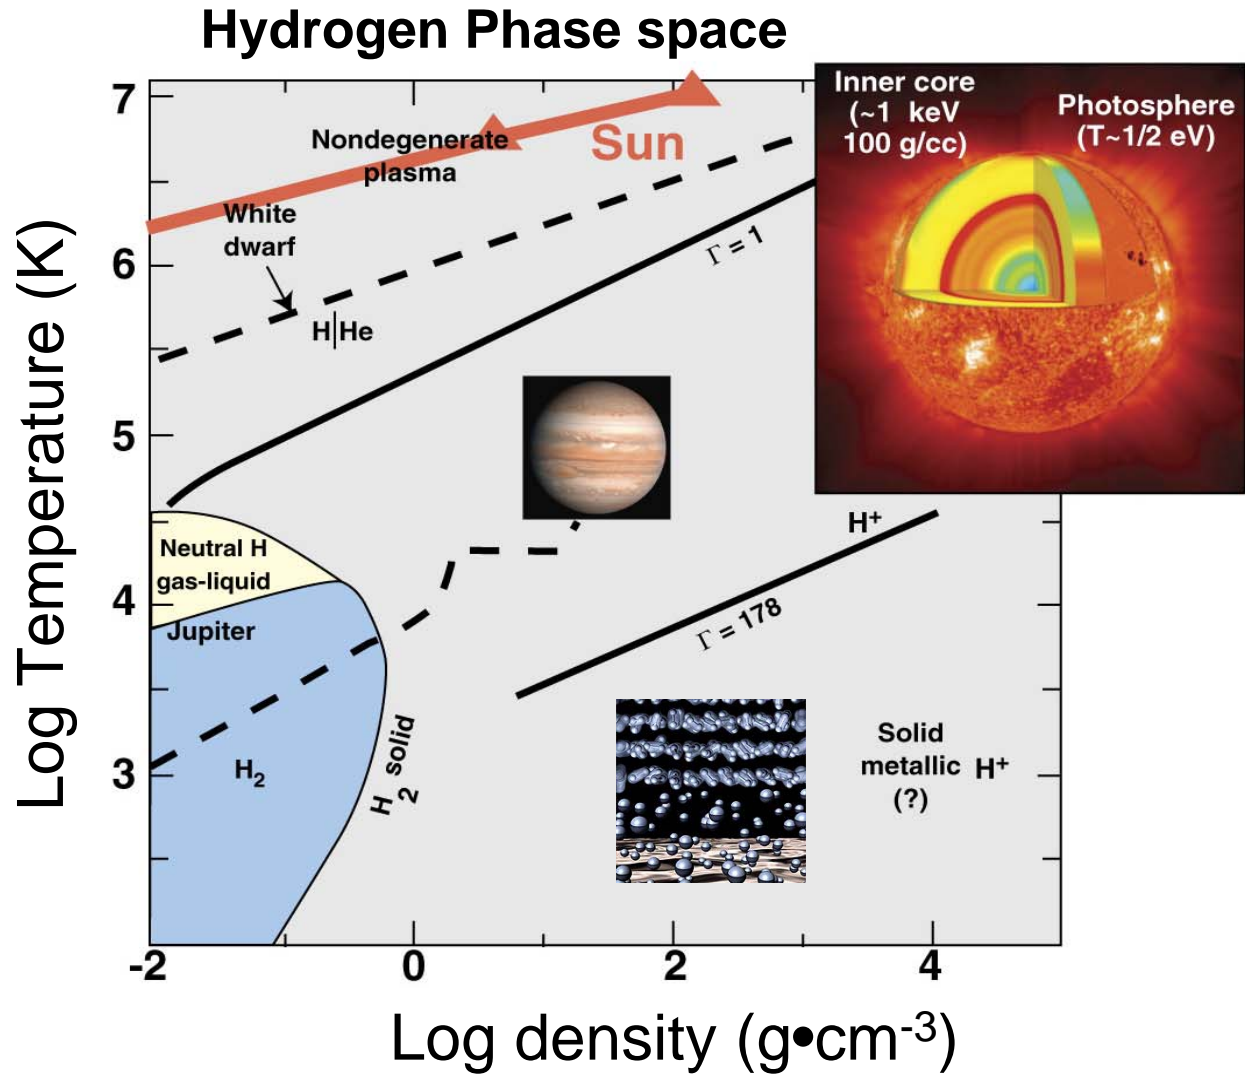 Hydrogen Phase space
Inner core
(~1 keV
100 g/cc)
Photosphere
(T~1/2 eV)
7
6
5
4
3
Log Temperature (K)
Nondegenerate
plasma
Sun
White
dwarf
H|He
Γ = 1
Neutral H
gas-liquid
Jupiter
H₂
H₂ solid
H⁺
Γ = 178
Solid
metallic H⁺
(?)
-2 0 2 4
Log density (g•cm⁻³)